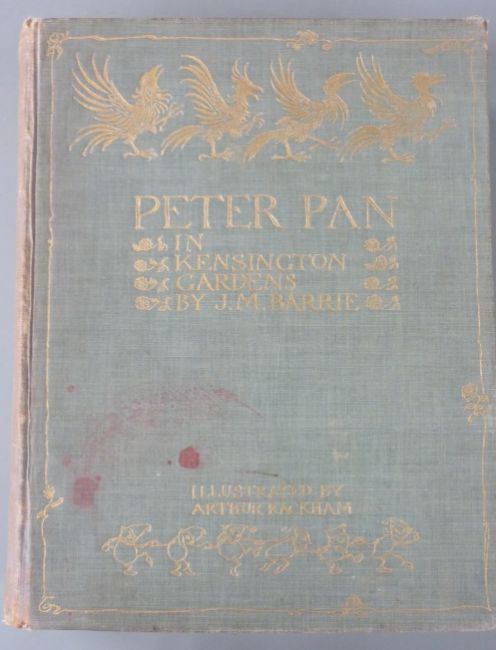 PETER PAN
IN
KENSINGTON
GARDENS
BY J.M. BARRIE
ILLUSTRATED BY
ARTHUR RACKHAM